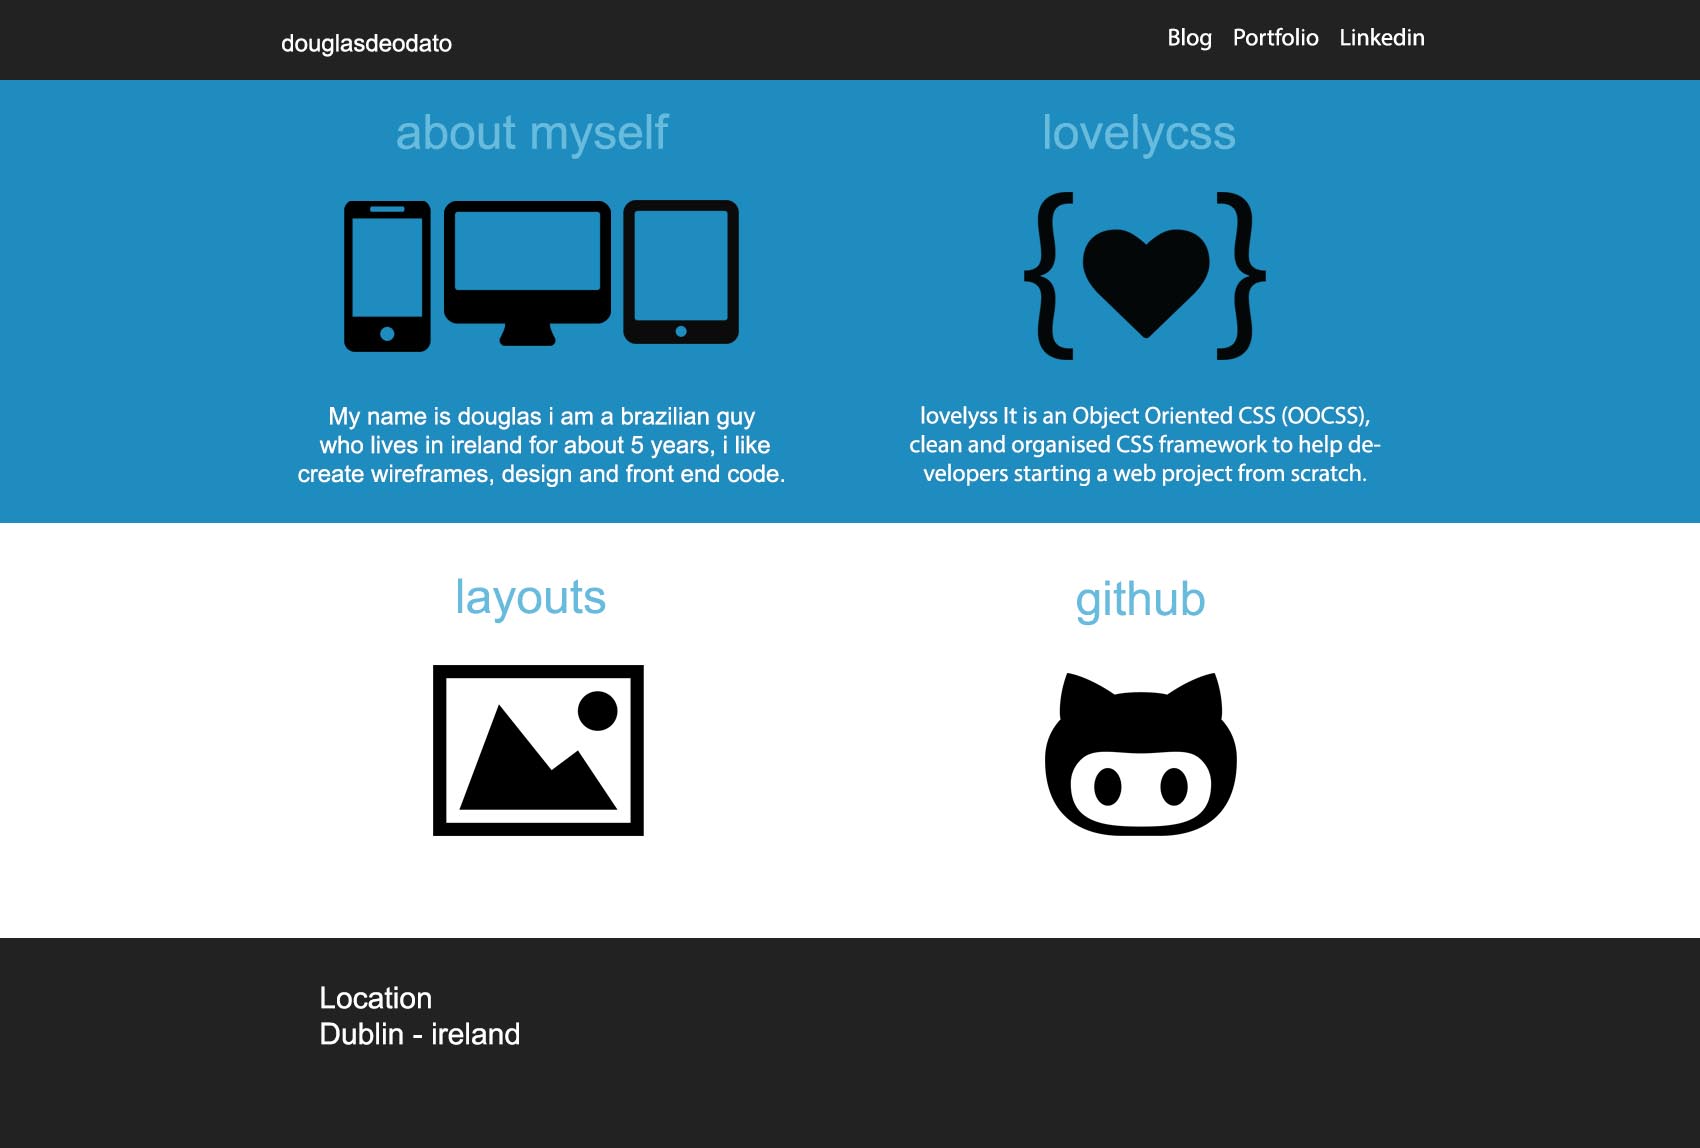 douglasdeodato
Blog Portfolio Linkedin
about myself
lovelycss
My name is douglas i am a brazilian guy
who lives in ireland for about 5 years, i like
create wireframes, design and front end code.
lovelyss It is an Object Oriented CSS (OOCSS),
clean and organised CSS framework to help de-
velopers starting a web project from scratch.
layouts
github
Location
Dublin - ireland